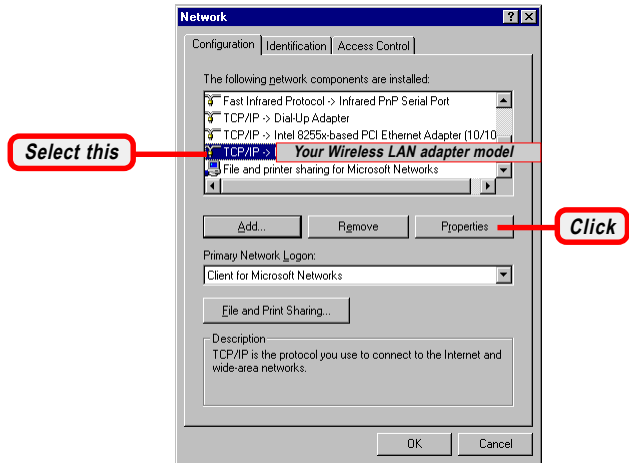 Network
Configuration Identification Access Control
The following network components are installed:
Fast Infrared Protocol -> Infrared PnP Serial Port
TCP/IP -> Dial-Up Adapter
TCP/IP -> Intel 8255x-based PCI Ethernet Adapter (10/10
Select this
TCP/IP -> Your Wireless LAN adapter model
File and printer sharing for Microsoft Networks
Add... Remove Properties
Click
Primary Network Logon:
Client for Microsoft Networks
File and Print Sharing...
Description
TCP/IP is the protocol you use to connect to the Internet and
wide-area networks.
OK Cancel